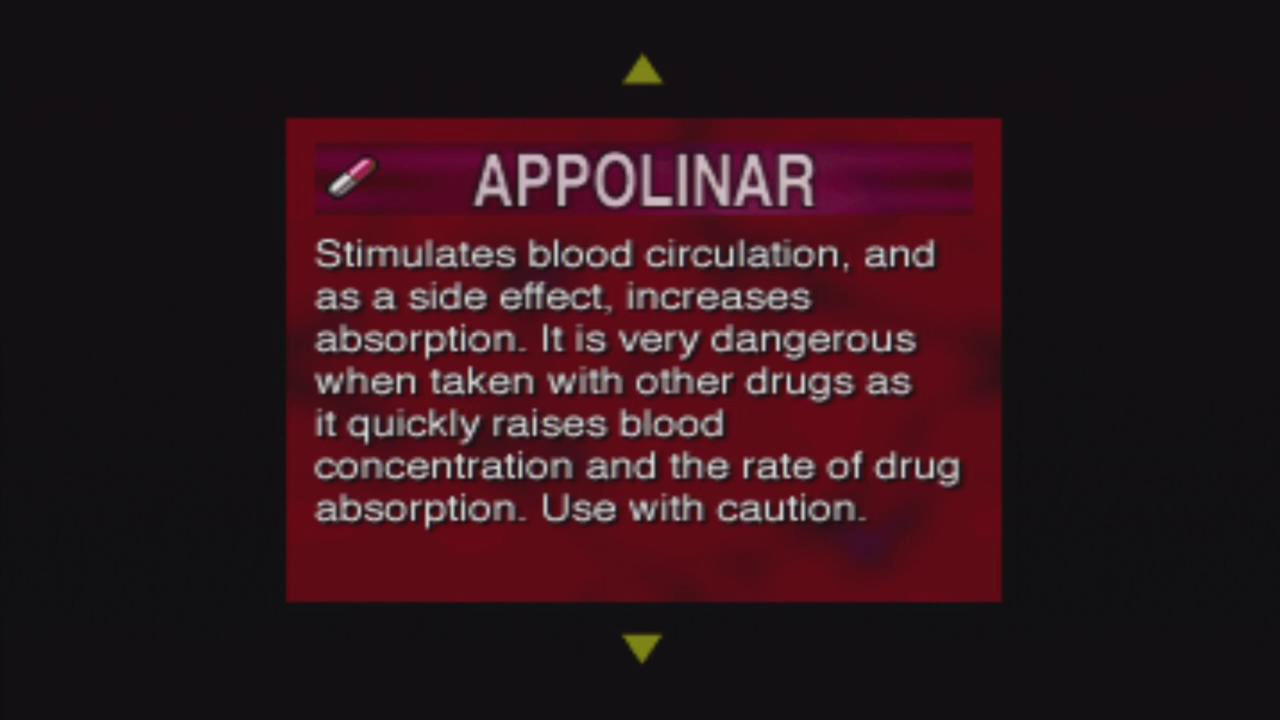 APPOLINAR
Stimulates blood circulation, and
as a side effect, increases
absorption. It is very dangerous
when taken with other drugs as
it quickly raises blood
concentration and the rate of drug
absorption. Use with caution.